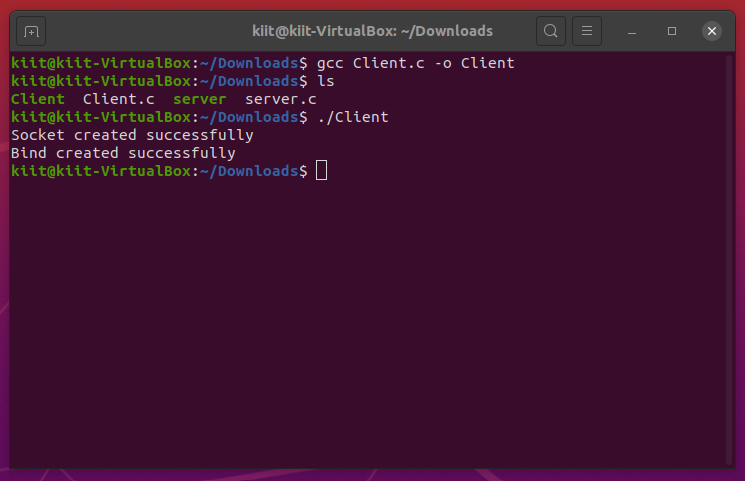 kiit@kiit-VirtualBox: ~/Downloads
kiit@kiit-VirtualBox:~/Downloads$ gcc Client.c -o Client
kiit@kiit-VirtualBox:~/Downloads$ ls
Client  Client.c  server  server.c
kiit@kiit-VirtualBox:~/Downloads$ ./Client
Socket created successfully
Bind created successfully
kiit@kiit-VirtualBox:~/Downloads$